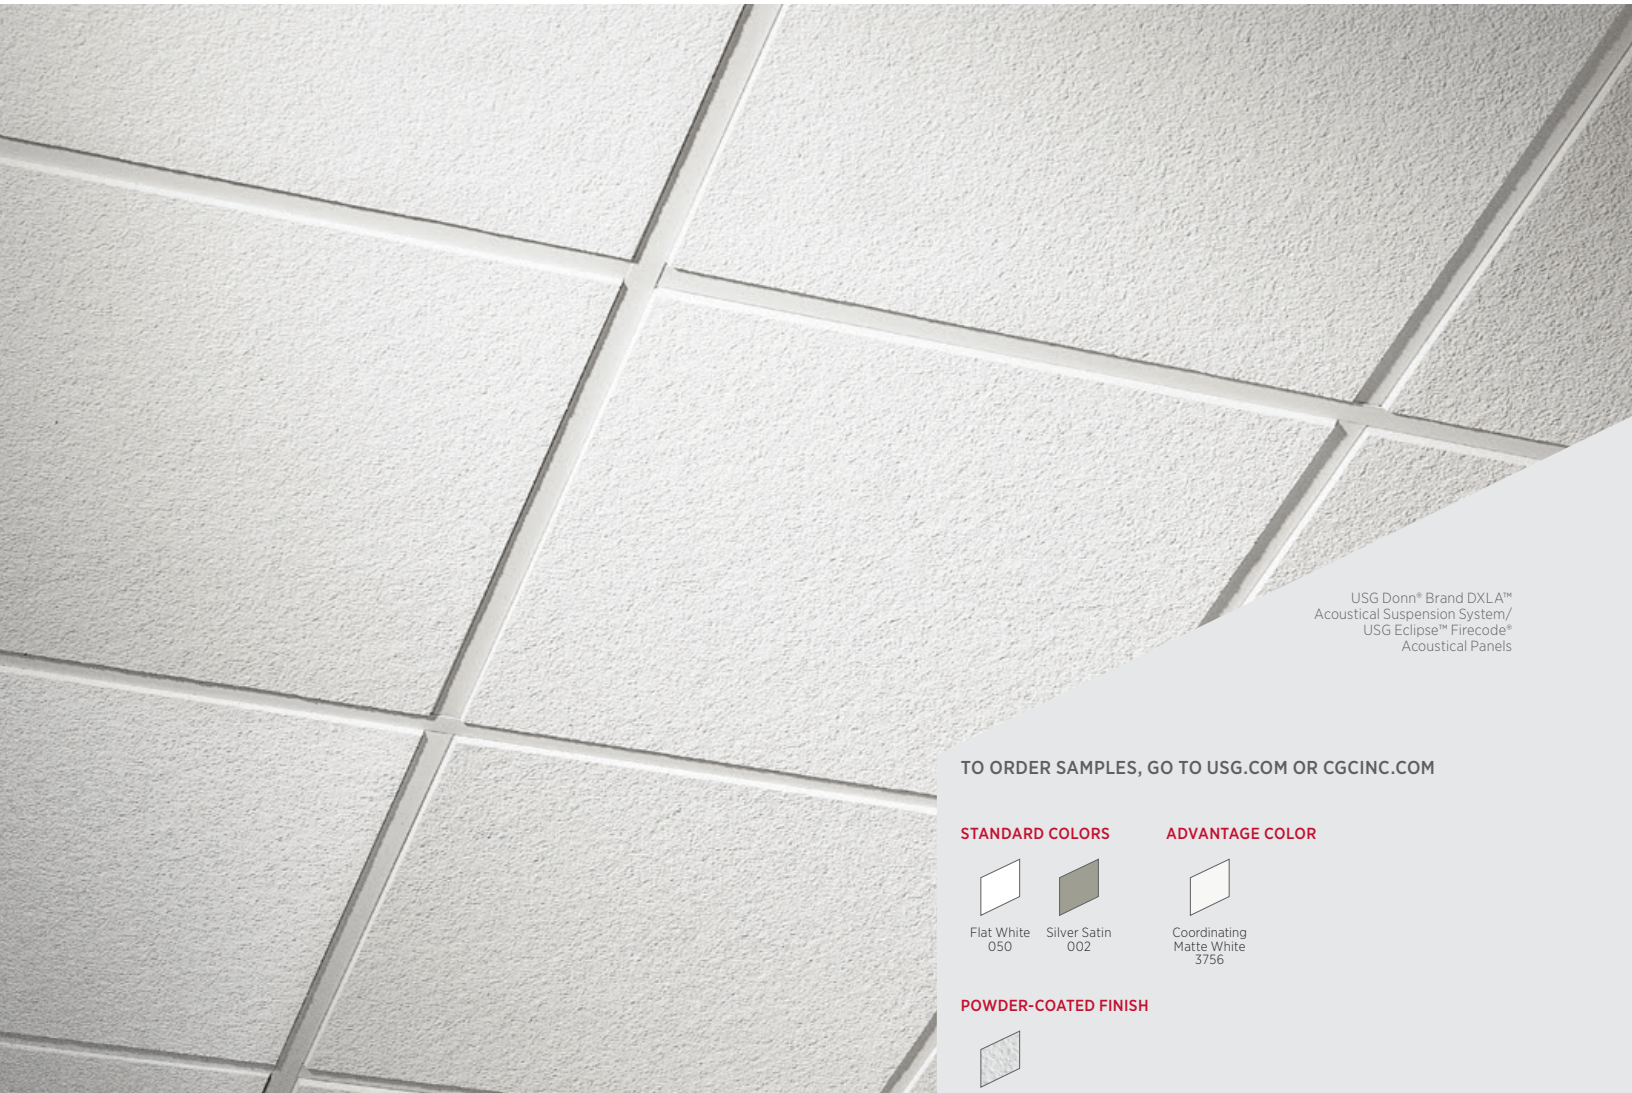 USG Donn® Brand DXLA™
Acoustical Suspension System/
USG Eclipse™ Firecode®
Acoustical Panels
TO ORDER SAMPLES, GO TO USG.COM OR CGCINC.COM
STANDARD COLORS
Flat White
050
Silver Satin
002
ADVANTAGE COLOR
Coordinating
Matte White
3756
POWDER-COATED FINISH